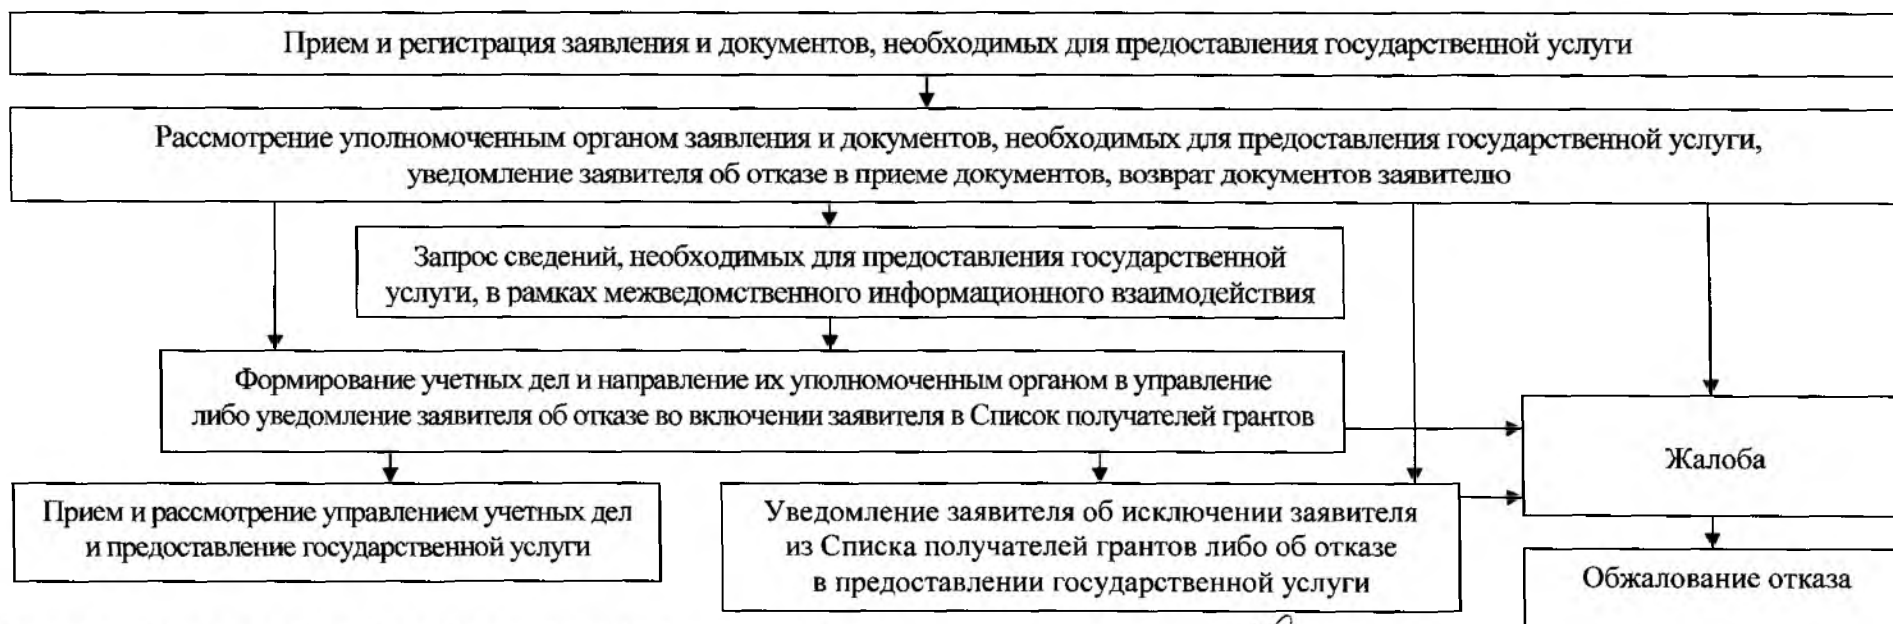 Прием и регистрация заявления и документов, необходимых для предоставления государственной услуги
Рассмотрение уполномоченным органом заявления и документов, необходимых для предоставления государственной услуги,
уведомление заявителя об отказе в приеме документов, возврат документов заявителю
Запрос сведений, необходимых для предоставления государственной
услуги, в рамках межведомственного информационного взаимодействия
Формирование учетных дел и направление их уполномоченным органом в управление
либо уведомление заявителя об отказе во включении заявителя в Список получателей грантов
Жалоба
Прием и рассмотрение управлением учетных дел
и предоставление государственной услуги
Уведомление заявителя об исключении заявителя
из Списка получателей грантов либо об отказе
в предоставлении государственной услуги
Обжалование отказа